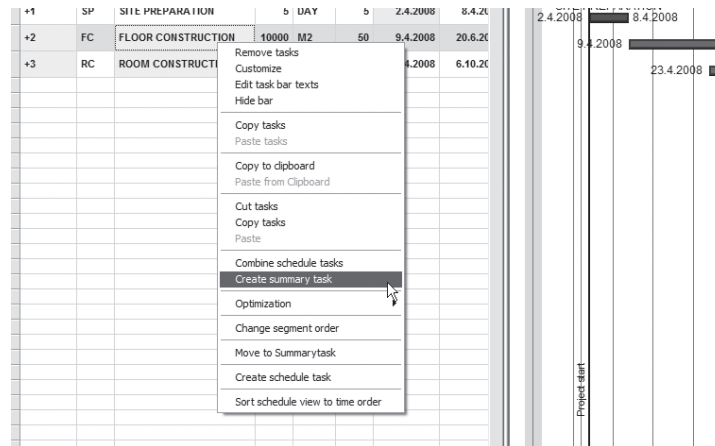 +1 SP SITE PREPARATION 5 DAY 5 2.4.2008 8.4.20
+2 FC FLOOR CONSTRUCTION 10000 M2 50 9.4.2008 20.6.20
+3 RC ROOM CONSTRUCTI 4.2008 6.10.20
Remove tasks
Customize
Edit task bar texts
Hide bar
Copy tasks
Paste tasks
Copy to clipboard
Paste from Clipboard
Cut tasks
Copy tasks
Paste
Combine schedule tasks
Create summary task
Optimization
Change segment order
Move to Summarytask
Create schedule task
Sort schedule view to time order
2.4.2008 8.4.2008
9.4.2008
23.4.2008
Project start